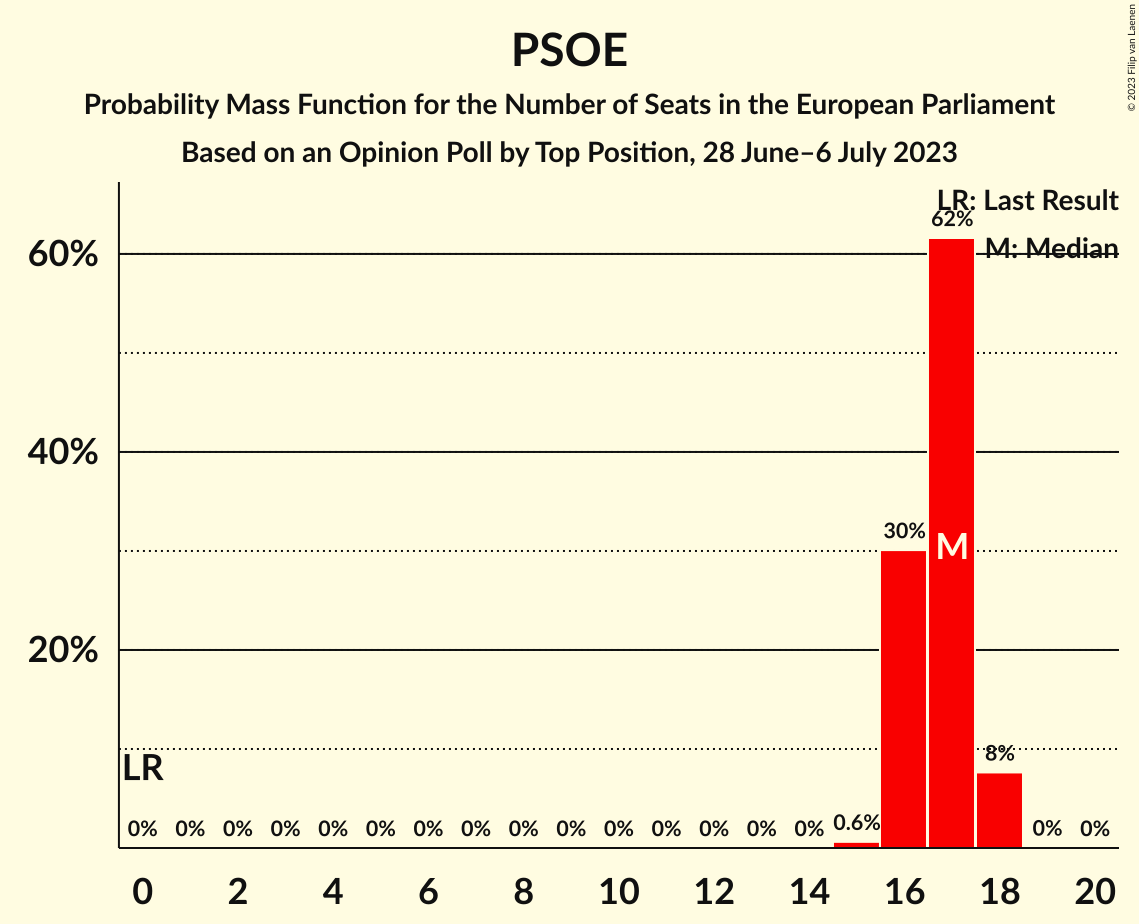 PSOE
Probability Mass Function for the Number of Seats in the European Parliament
Based on an Opinion Poll by Top Position, 28 June–6 July 2023
© 2023 Filip van Laenen
LR: Last Result
M: Median
60%
40%
20%
62%
30%
M
8%
LR
0% 0% 0% 0% 0% 0% 0% 0% 0% 0% 0% 0% 0% 0% 0% 0.6% 0% 0%
0 2 4 6 8 10 12 14 16 18 20